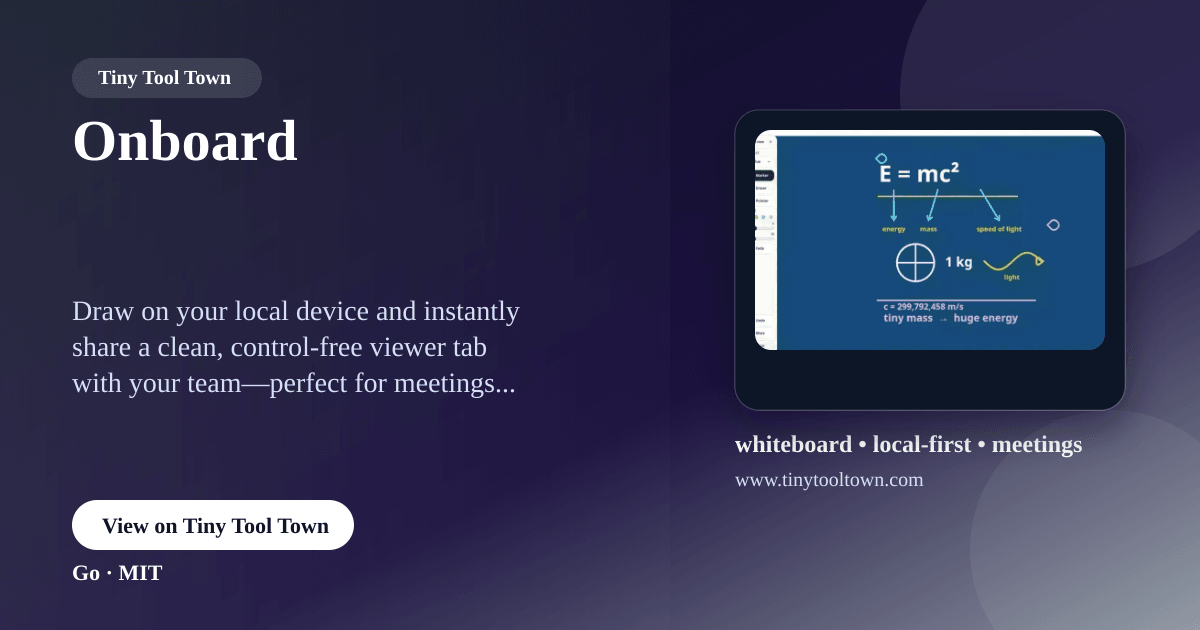 Tiny Tool Town
Onboard
Draw on your local device and instantly
share a clean, control-free viewer tab
with your team—perfect for meetings...
View on Tiny Tool Town
Go · MIT
E = mc²
energy mass speed of light
1 kg
light
c = 299,792,458 m/s
tiny mass → huge energy
whiteboard • local-first • meetings
www.tinytooltown.com